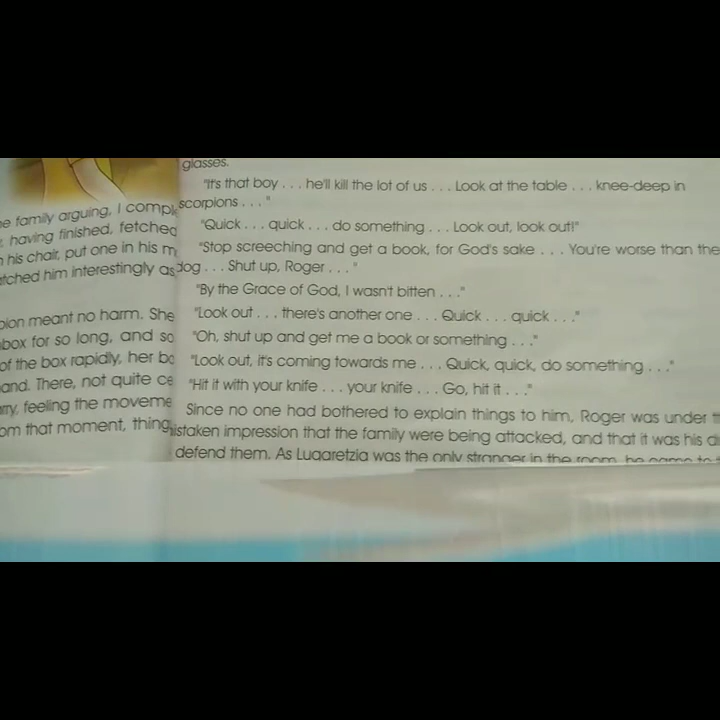 e family arguing, I compl
, having finished, fetched
his chair, put one in his m
tched him interestingly as
pion meant no harm. She
box for so long, and so
of the box rapidly, her bo
and. There, not quite ce
rry, feeling the moveme
om that moment, thing
glasses.
"It's that boy . . . he'll kill the lot of us . . . Look at the table . . . knee-deep in
scorpions . . . "
"Quick . . . quick . . . do something . . . Look out, look out!"
"Stop screeching and get a book, for God's sake . . . You're worse than the
dog . . . Shut up, Roger . . . "
"By the Grace of God, I wasn't bitten . . ."
"Look out . . . there's another one . . . Quick . . . quick . . ."
"Oh, shut up and get me a book or something . . ."
"Look out, it's coming towards me . . . Quick, quick, do something . . ."
"Hit it with your knife . . . your knife . . . Go, hit it . . ."
Since no one had bothered to explain things to him, Roger was under t
istaken impression that the family were being attacked, and that it was his d
defend them. As Lugaretzia was the only stranger in the room, he came to